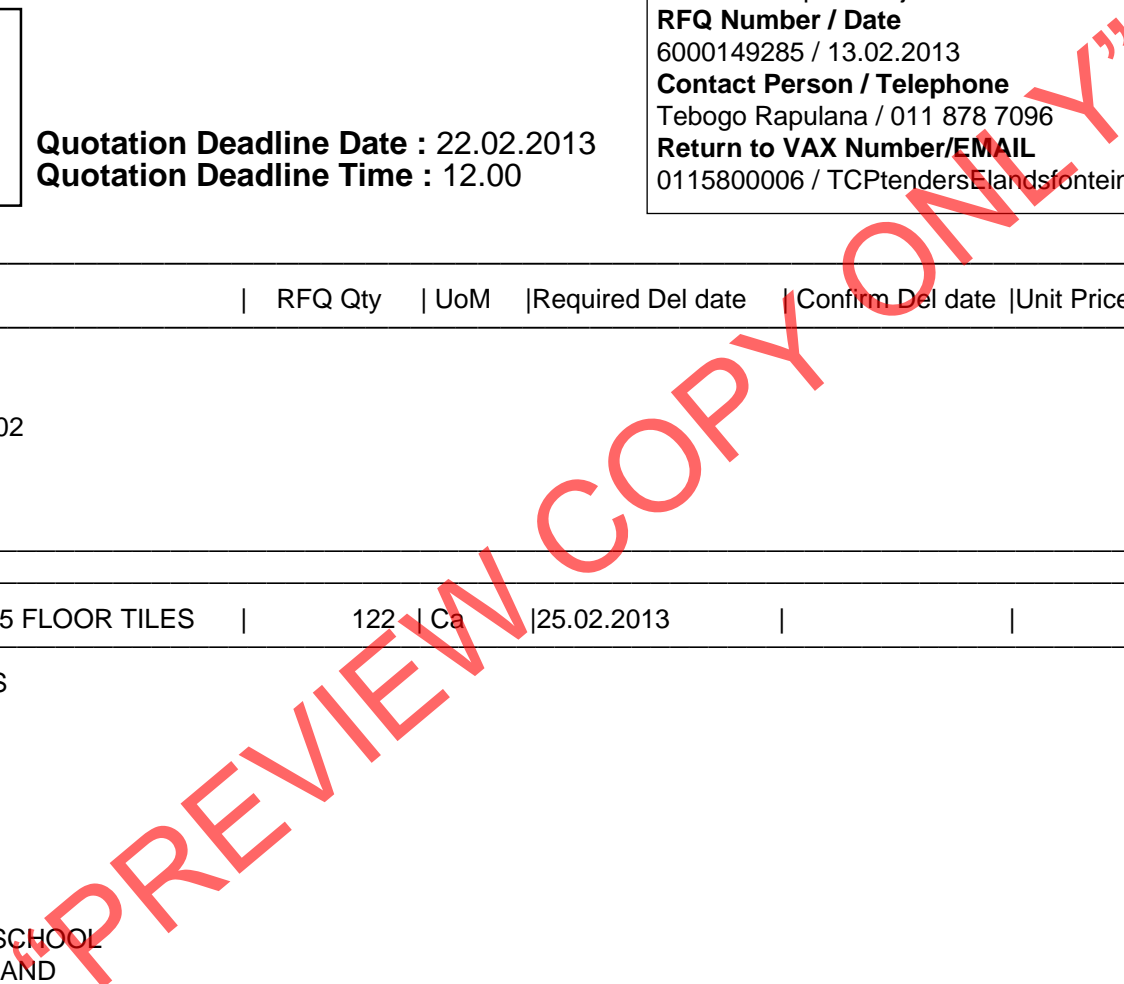 RFQ Number / Date
6000149285 / 13.02.2013
Contact Person / Telephone
Tebogo Rapulana / 011 878 7096
Return to VAX Number/EMAIL
0115800006 / TCPtendersElandsfontein
Quotation Deadline Date : 22.02.2013
Quotation Deadline Time : 12.00
| RFQ Qty | UoM |Required Del date | Confirm Del date |Unit Price
02
5 FLOOR TILES | 122 | Ca |25.02.2013 | |
S
SCHOOL
AND
“PREVIEW COPY ONLY”